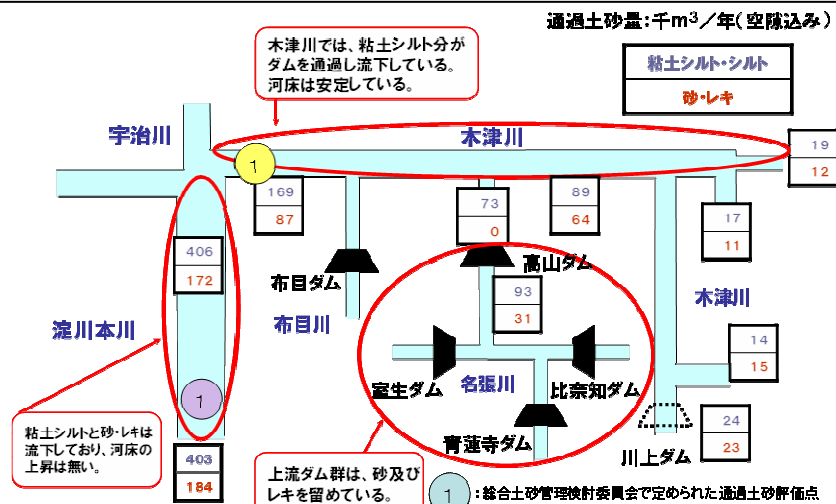 通過土砂量:千m³/年(空隙込み)
粘土シルト・シルト
砂・レキ
木津川では、粘土シルト分が
ダムを通過し流下している。
河床は安定している。
宇治川
木津川
19
12
1
169
87
73
0
89
64
17
11
406
172
布目ダム
高山ダム
布目川
93
31
木津川
淀川本川
14
15
室生ダム
名張川
比奈知ダム
1
青蓮寺ダム
24
23
川上ダム
粘土シルトと砂・レキは
流下しており、河床の
上昇は無い。
403
184
上流ダム群は、砂及び
レキを留めている。
1
:総合土砂管理検討委員会で定められた通過土砂評価点